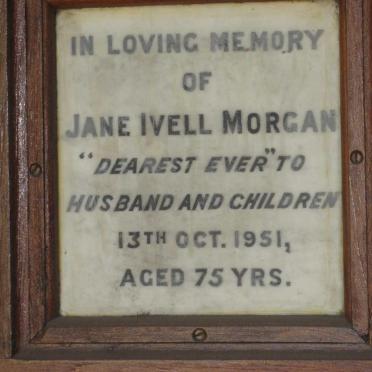 IN LOVING MEMORY
OF
JANE IVELL MORGAN
"DEAREST EVER" TO
HUSBAND AND CHILDREN
13TH OCT. 1951,
AGED 75 YRS.